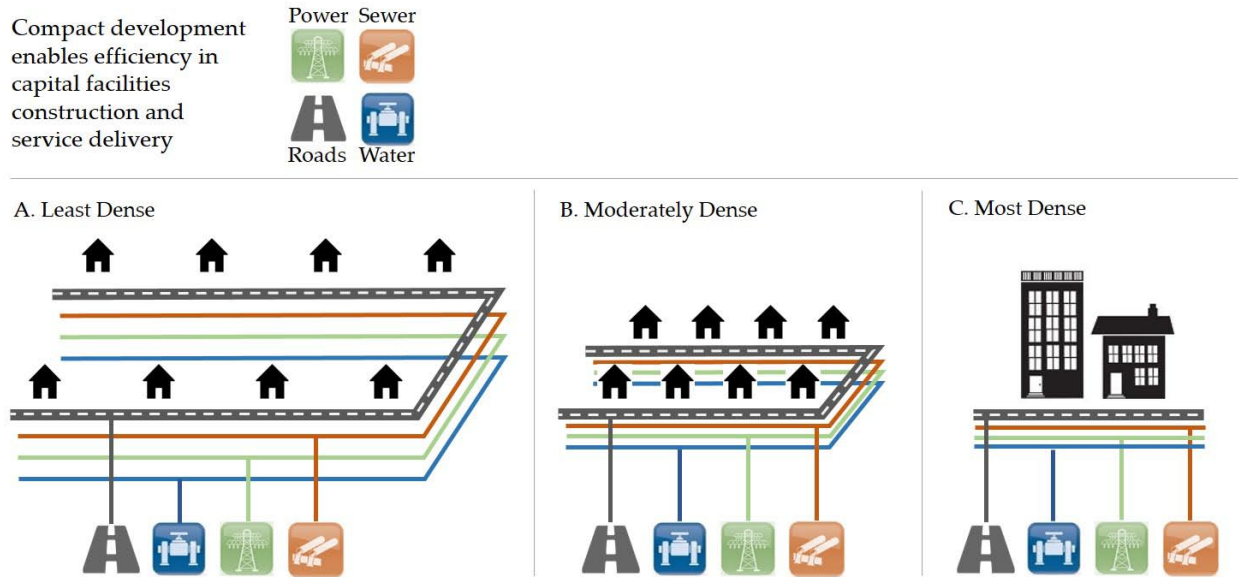 Compact development
enables efficiency in
capital facilities
construction and
service delivery
Power Sewer
Roads Water
A. Least Dense
B. Moderately Dense
C. Most Dense